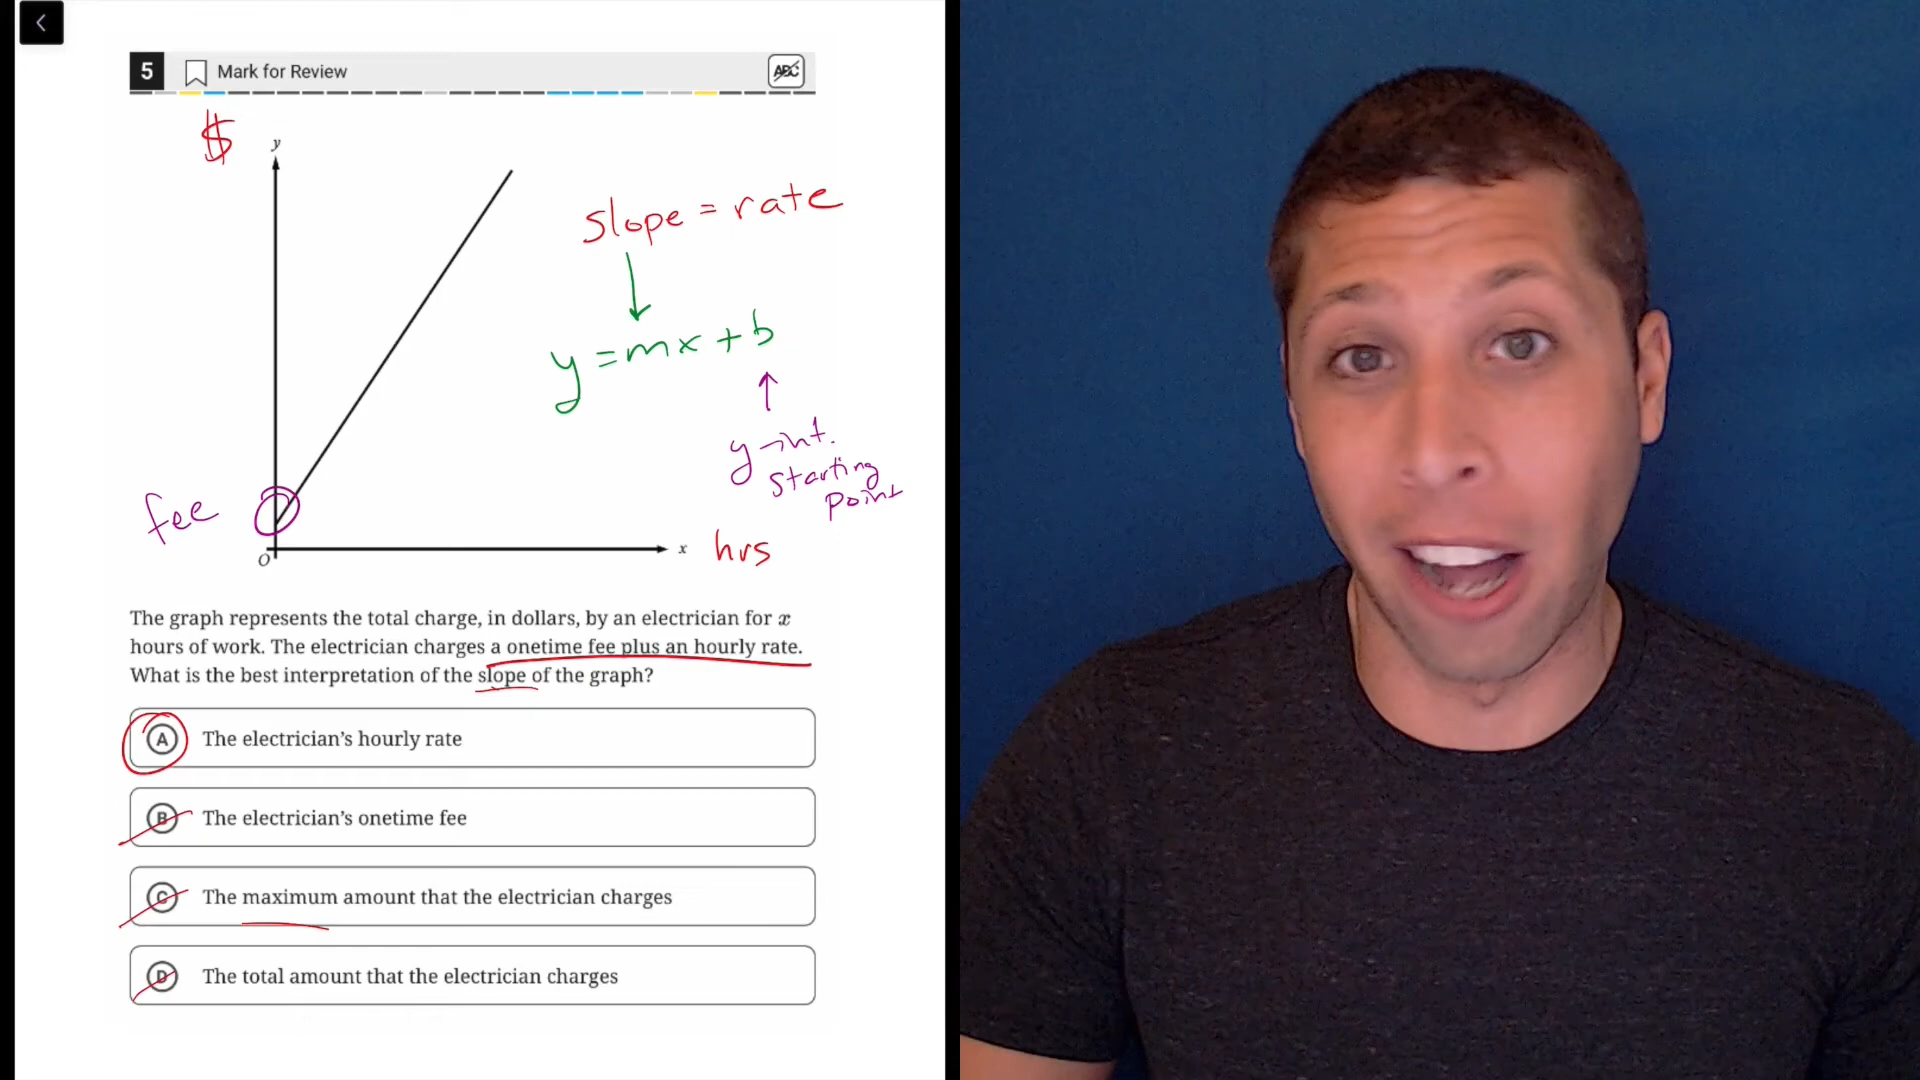 5 Mark for Review ABC
$
y
slope = rate
y = mx + b
y-int.
starting
point
fee
O
x
hrs
The graph represents the total charge, in dollars, by an electrician for x
hours of work. The electrician charges a onetime fee plus an hourly rate.
What is the best interpretation of the slope of the graph?
A The electrician’s hourly rate
B The electrician’s onetime fee
C The maximum amount that the electrician charges
D The total amount that the electrician charges